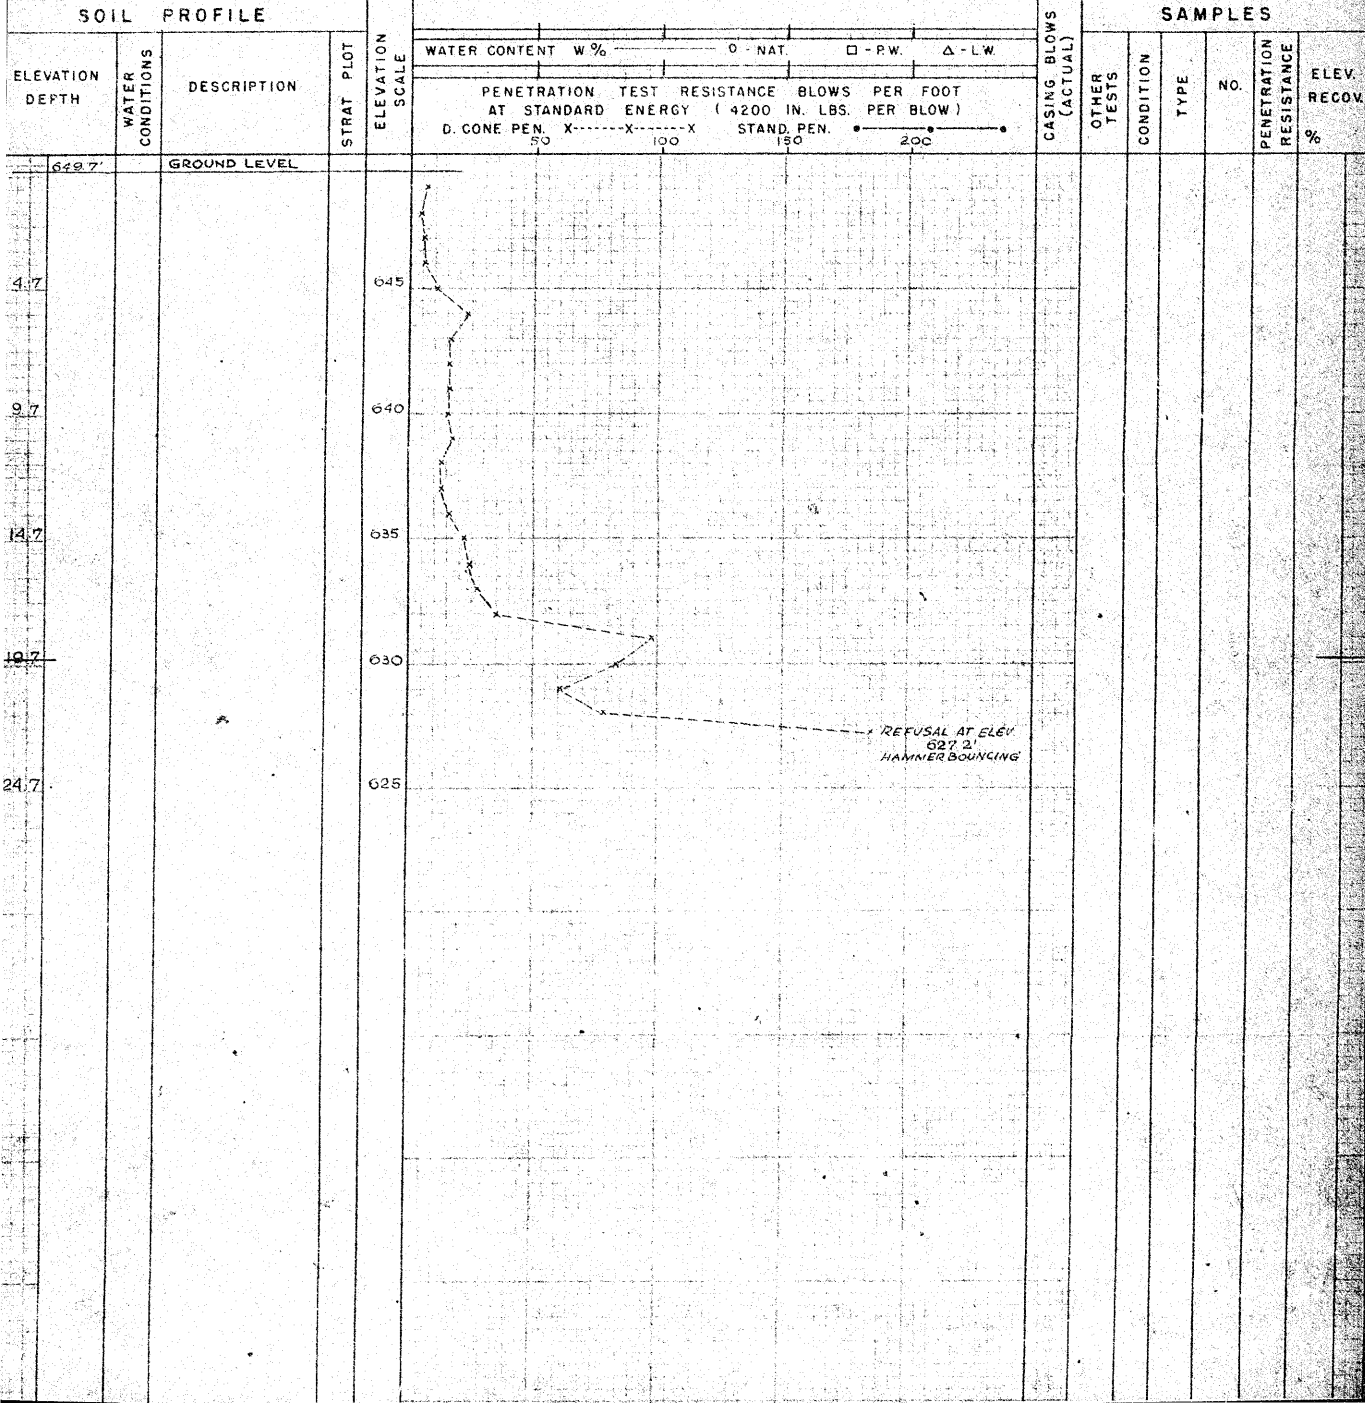 SOIL PROFILE
SAMPLES
ELEVATION
DEPTH
WATER
CONDITIONS
DESCRIPTION
STRAT PLOT
ELEVATION
SCALE
WATER CONTENT W % O - NAT. □ - P.W. Δ - L.W.
PENETRATION TEST RESISTANCE BLOWS PER FOOT
AT STANDARD ENERGY ( 4200 IN. LBS. PER BLOW )
D. CONE PEN. X-------X-------X STAND. PEN.
50 100 150 200
CASING BLOWS
(ACTUAL)
OTHER
TESTS
CONDITION
TYPE
NO.
PENETRATION
RESISTANCE
ELEV.
RECOV.
%
649.7' GROUND LEVEL
4.7 645
9.7 640
14.7 635
19.7 630
REFUSAL AT ELEV.
627.2'
HAMMER BOUNCING
24.7 625